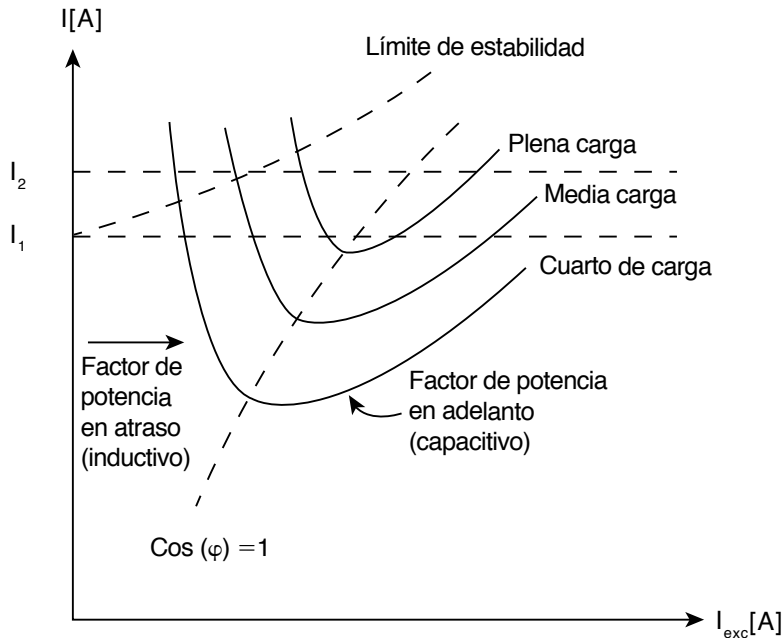 I[A]
Límite de estabilidad
Plena carga
I₂
Media carga
I₁
Cuarto de carga
Factor de
potencia
en atraso
(inductivo)
Factor de potencia
en adelanto
(capacitivo)
Cos (φ) =1
I_exc[A]